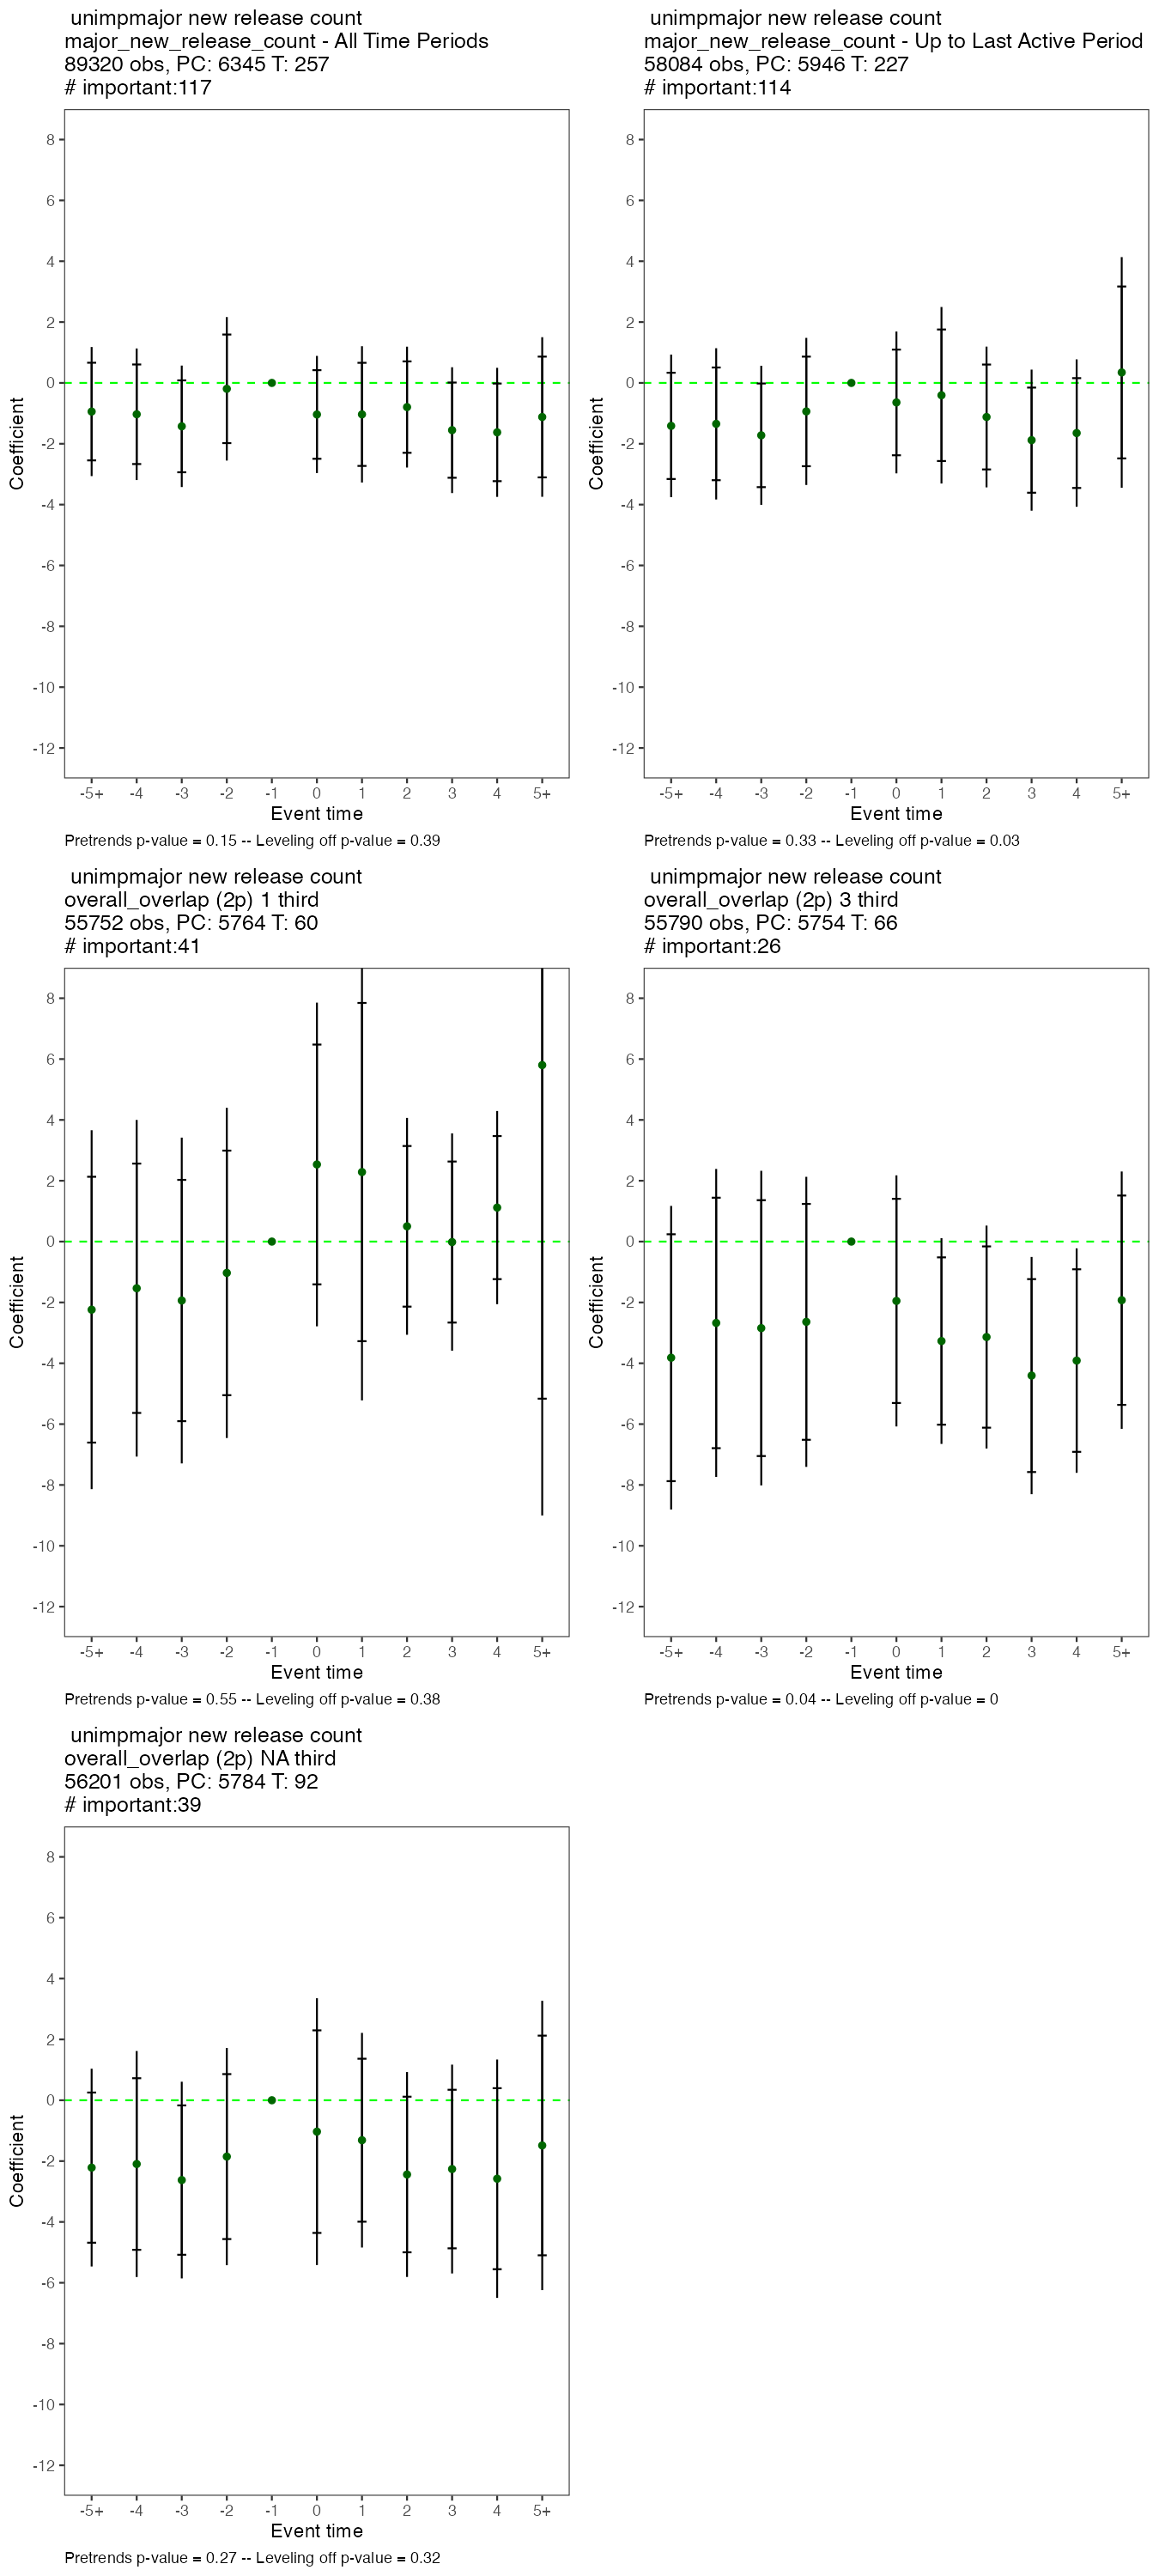 unimpmajor new release count
major_new_release_count - All Time Periods
89320 obs, PC: 6345 T: 257
# important:117
8
6
4
2
0
-2
-4
-6
-8
-10
-12
Coefficient
-5+ -4 -3 -2 -1 0 1 2 3 4 5+
Event time
Pretrends p-value = 0.15 -- Leveling off p-value = 0.39
unimpmajor new release count
major_new_release_count - Up to Last Active Period
58084 obs, PC: 5946 T: 227
# important:114
8
6
4
2
0
-2
-4
-6
-8
-10
-12
Coefficient
-5+ -4 -3 -2 -1 0 1 2 3 4 5+
Event time
Pretrends p-value = 0.33 -- Leveling off p-value = 0.03
unimpmajor new release count
overall_overlap (2p) 1 third
55752 obs, PC: 5764 T: 60
# important:41
8
6
4
2
0
-2
-4
-6
-8
-10
-12
Coefficient
-5+ -4 -3 -2 -1 0 1 2 3 4 5+
Event time
Pretrends p-value = 0.55 -- Leveling off p-value = 0.38
unimpmajor new release count
overall_overlap (2p) 3 third
55790 obs, PC: 5754 T: 66
# important:26
8
6
4
2
0
-2
-4
-6
-8
-10
-12
Coefficient
-5+ -4 -3 -2 -1 0 1 2 3 4 5+
Event time
Pretrends p-value = 0.04 -- Leveling off p-value = 0
unimpmajor new release count
overall_overlap (2p) NA third
56201 obs, PC: 5784 T: 92
# important:39
8
6
4
2
0
-2
-4
-6
-8
-10
-12
Coefficient
-5+ -4 -3 -2 -1 0 1 2 3 4 5+
Event time
Pretrends p-value = 0.27 -- Leveling off p-value = 0.32